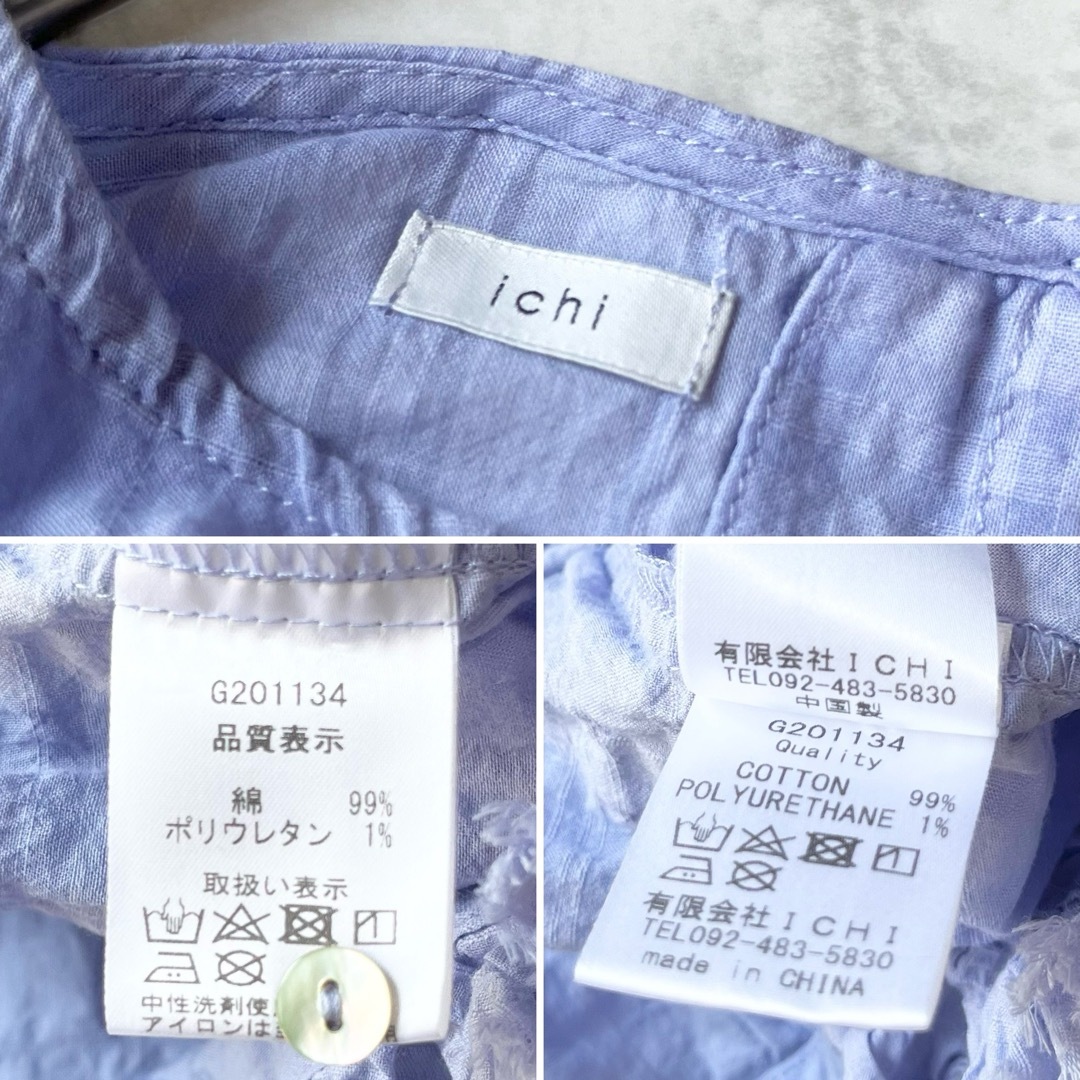 ichi
G201134
品質表示
綿 99%
ポリウレタン 1%
取扱い表示
中性洗剤使
アイロンは
有限会社ICHI
TEL092-483-5830
中国製
G201134
Quality
COTTON 99%
POLYURETHANE 1%
有限会社ICHI
TEL092-483-5830
made in CHINA